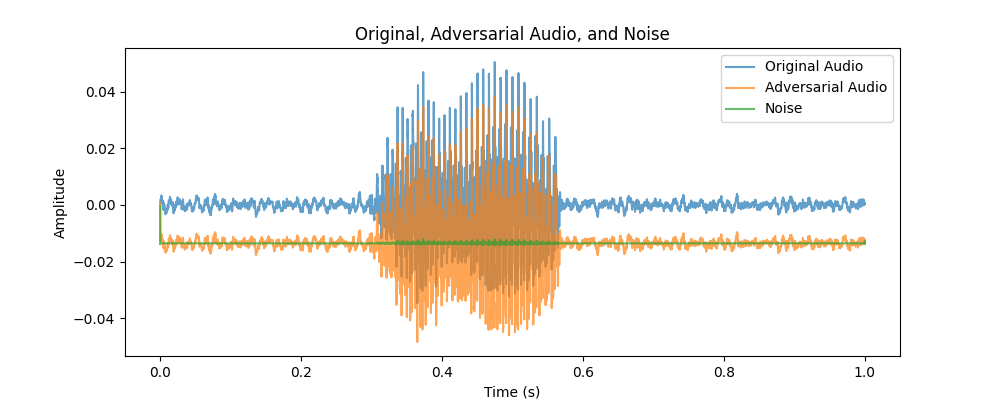 Original, Adversarial Audio, and Noise
Original Audio
Adversarial Audio
Noise
Amplitude
0.04
0.02
0.00
−0.02
−0.04
0.0 0.2 0.4 0.6 0.8 1.0
Time (s)